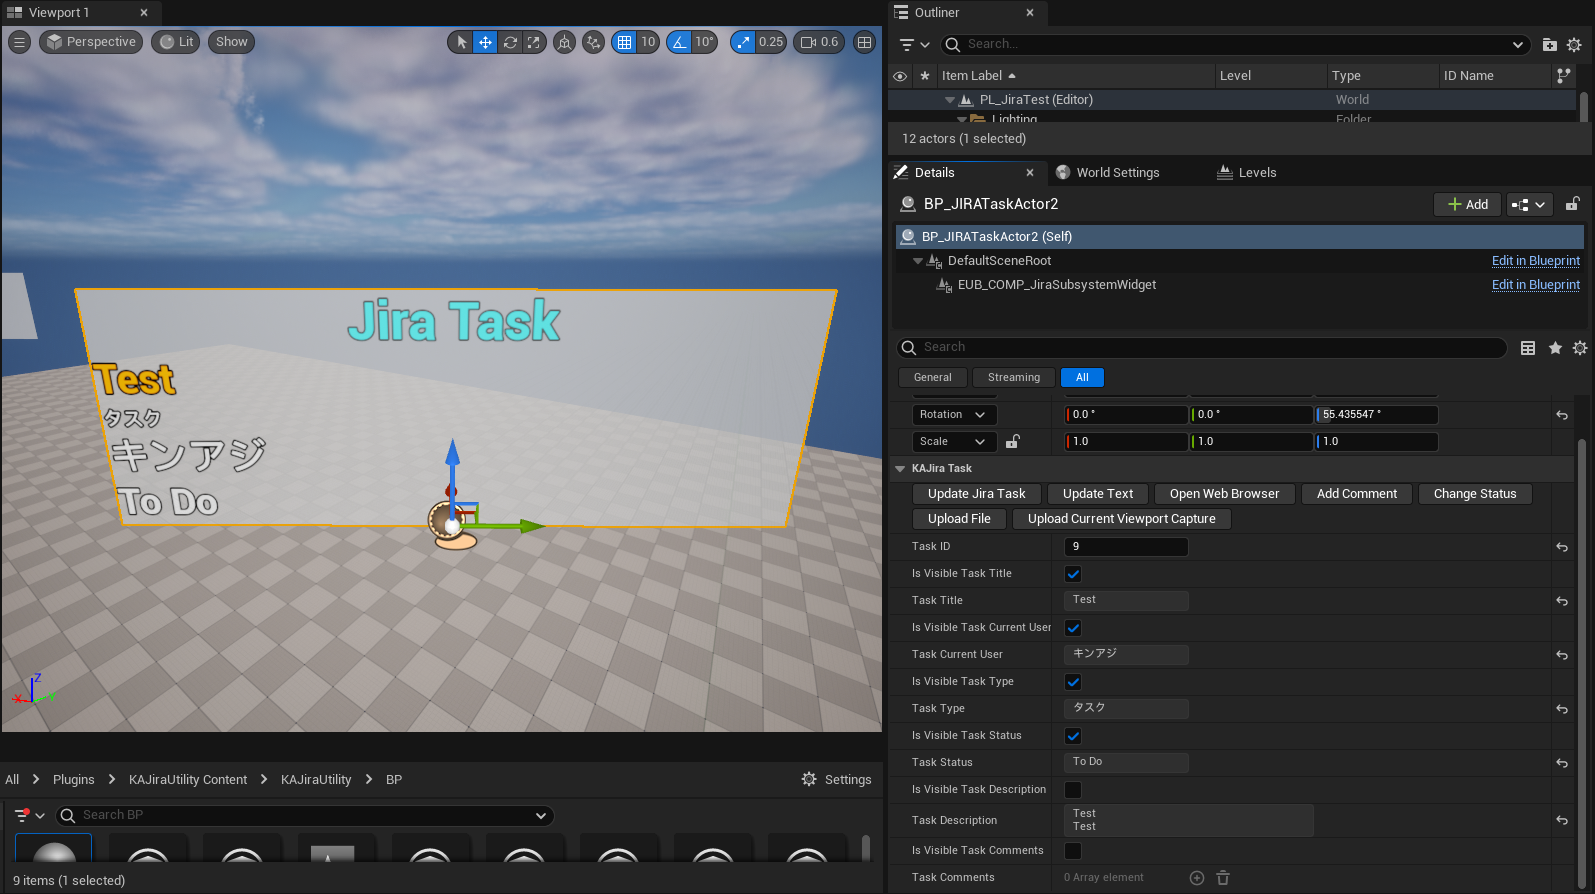 Viewport 1
Perspective
Lit
Show
10
10°
0.25
0.6
Jira Task
Test
タスク
キンアジ
To Do
Z
X
Y
All > Plugins > KAJiraUtility Content > KAJiraUtility > BP
Settings
Search BP
9 items (1 selected)
Outliner
Search...
Item Label
Level
Type
ID Name
PL_JiraTest (Editor)
World
Lighting
Folder
12 actors (1 selected)
Details
World Settings
Levels
BP_JIRATaskActor2
Add
BP_JIRATaskActor2 (Self)
DefaultSceneRoot
Edit in Blueprint
EUB_COMP_JiraSubsystemWidget
Edit in Blueprint
Search
General
Streaming
All
Rotation
0.0 °
0.0 °
55.435547 °
Scale
1.0
1.0
1.0
KAJira Task
Update Jira Task
Update Text
Open Web Browser
Add Comment
Change Status
Upload File
Upload Current Viewport Capture
Task ID
9
Is Visible Task Title
Task Title
Test
Is Visible Task Current User
Task Current User
キンアジ
Is Visible Task Type
Task Type
タスク
Is Visible Task Status
Task Status
To Do
Is Visible Task Description
Task Description
Test
Test
Is Visible Task Comments
Task Comments
0 Array element